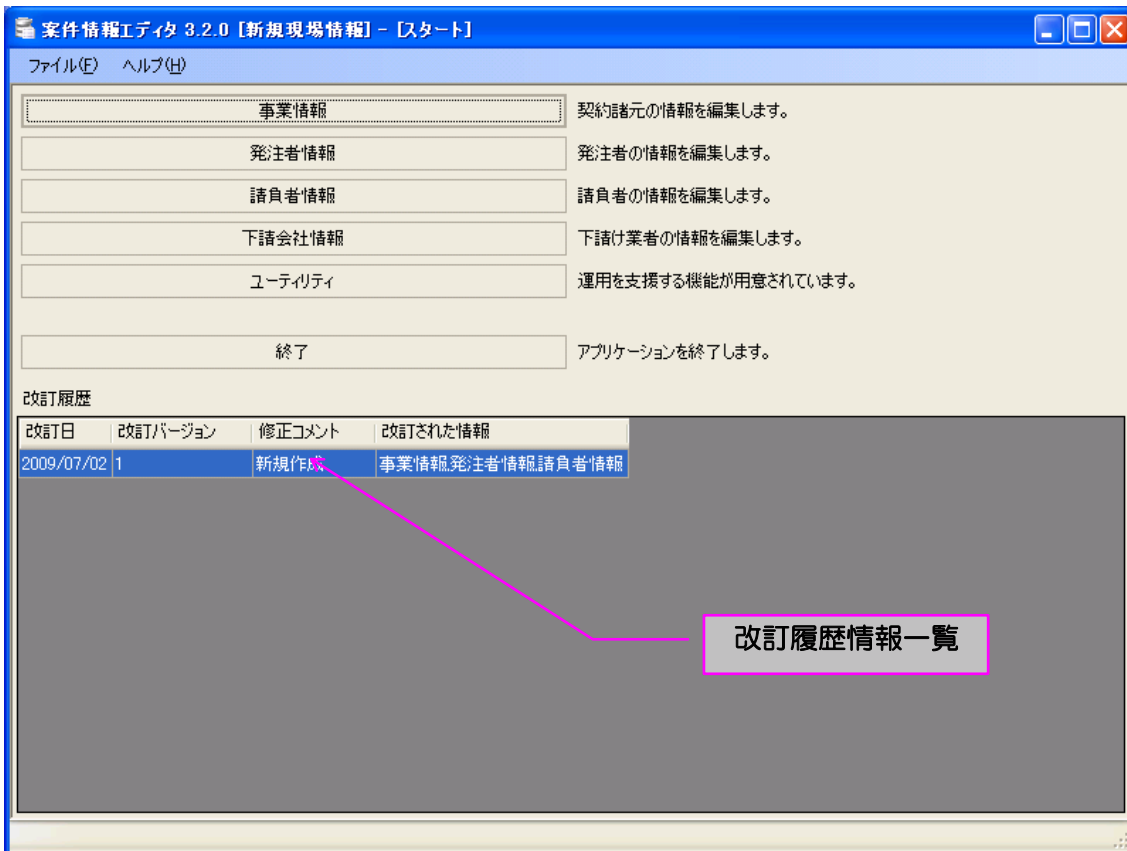 案件情報エディタ 3.2.0 [新規現場情報] - [スタート]
ファイル(F) ヘルプ(H)
事業情報 契約諸元の情報を編集します。
発注者情報 発注者の情報を編集します。
請負者情報 請負者の情報を編集します。
下請会社情報 下請け業者の情報を編集します。
ユーティリティ 運用を支援する機能が用意されています。
終了 アプリケーションを終了します。
改訂履歴
改訂日 改訂バージョン 修正コメント 改訂された情報
2009/07/02 1 新規作成 事業情報,発注者情報,請負者情報
改訂履歴情報一覧